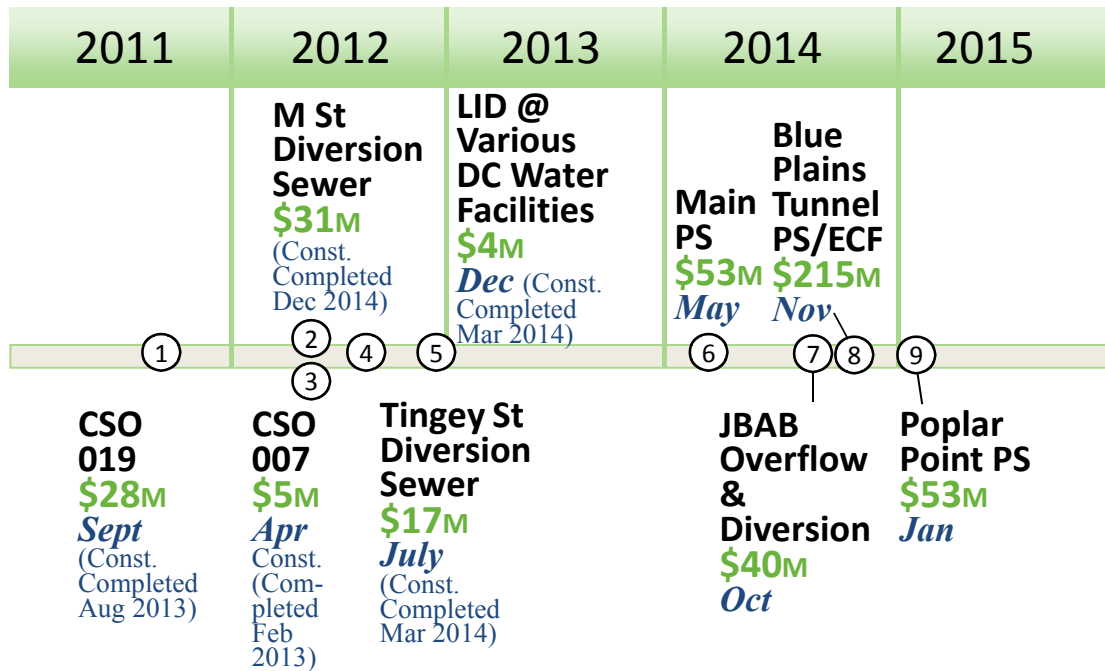 2011 2012 2013 2014 2015
M St
Diversion
Sewer
$31M
(Const.
Completed
Dec 2014)
LID @
Various
DC Water
Facilities
$4M
Dec (Const.
Completed
Mar 2014)
Main
PS
$53M
May
Blue
Plains
Tunnel
PS/ECF
$215M
Nov
1 2 3 4 5 6 7 8 9
CSO
019
$28M
Sept
(Const.
Completed
Aug 2013)
CSO
007
$5M
Apr
Const.
(Com-
pleted
Feb
2013)
Tingey St
Diversion
Sewer
$17M
July
(Const.
Completed
Mar 2014)
JBAB
Overflow
&
Diversion
$40M
Oct
Poplar
Point PS
$53M
Jan